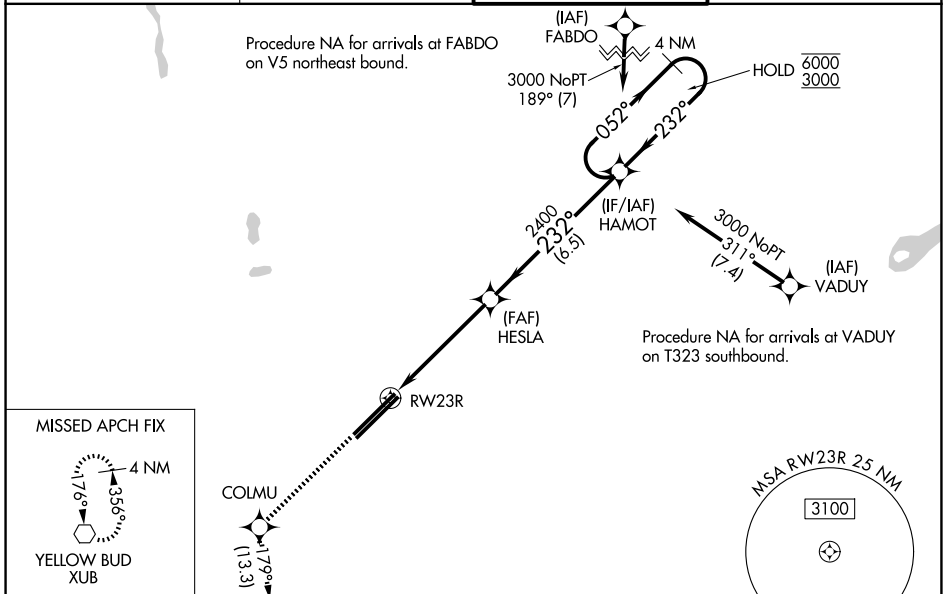 Procedure NA for arrivals at FABDO
on V5 northeast bound.
(IAF)
FABDO
4 NM
3000 NoPT
189° (7)
HOLD 6000
3000
052°
232°
(IF/IAF)
HAMOT
2400
232°
(6.5)
3000 NoPT
311°
(7.4)
(IAF)
VADUY
(FAF)
HESLA
Procedure NA for arrivals at VADUY
on T323 southbound.
RW23R
MISSED APCH FIX
4 NM
176°
356°
YELLOW BUD
XUB
COLMU
179°
(13.3)
MSA RW23R 25 NM
3100